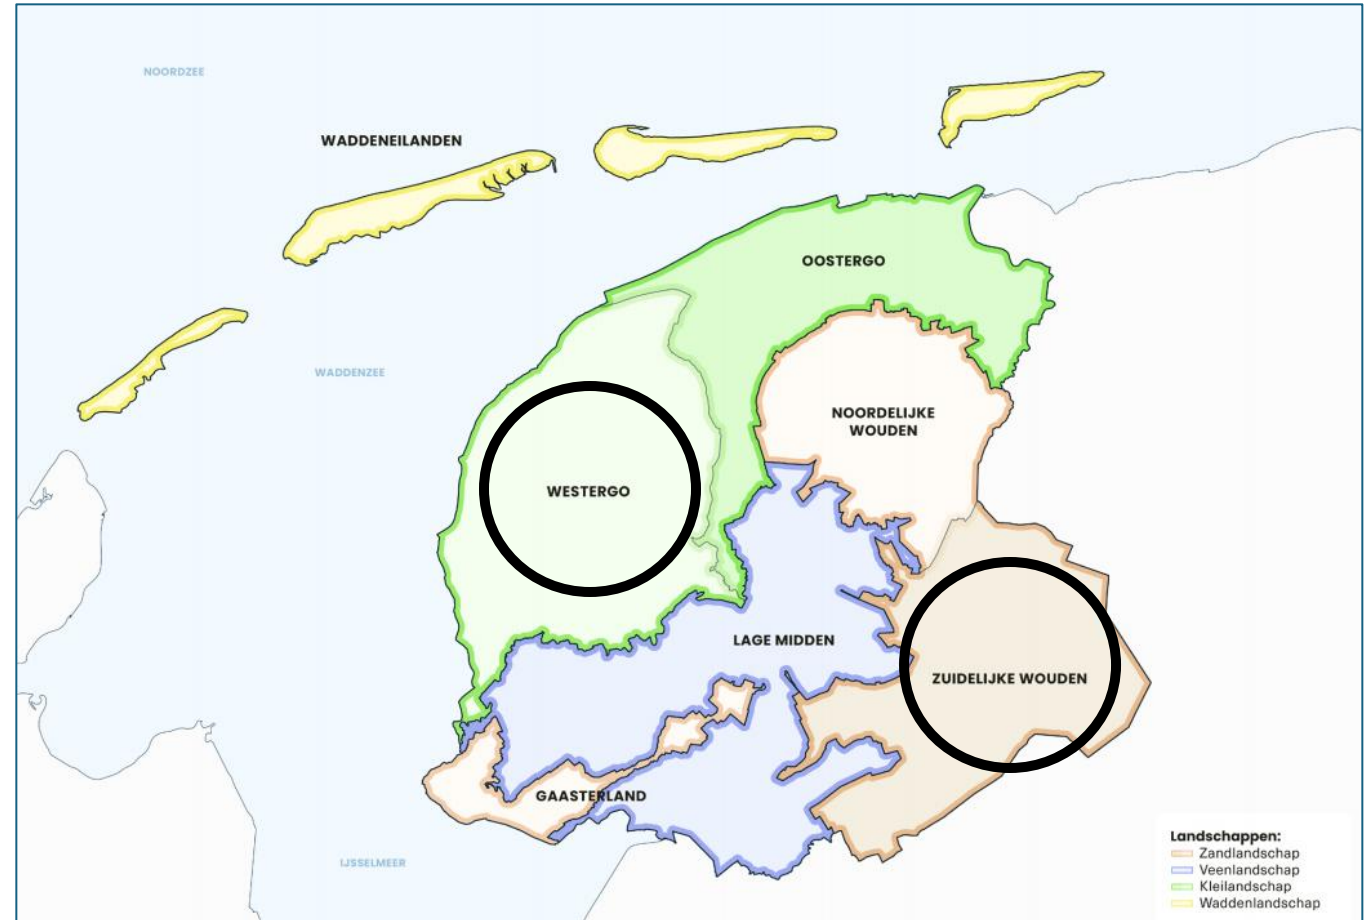 NOORDZEE
WADDENEILANDEN
OOSTERGO
WADDENZEE
NOORDELIJKE
WOUDEN
WESTERGO
LAGE MIDDEN
ZUIDELIJKE WOUDEN
GAASTERLAND
IJSSELMEER
Landschappen:
Zandlandschap
Veenlandschap
Kleilandschap
Waddenlandschap